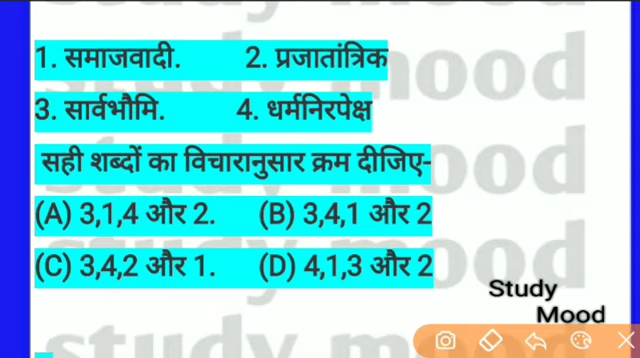 1. समाजवादी. 2. प्रजातांत्रिक
3. सार्वभौमि. 4. धर्मनिरपेक्ष
सही शब्दों का विचारानुसार क्रम दीजिए-
(A) 3,1,4 और 2. (B) 3,4,1 और 2
(C) 3,4,2 और 1. (D) 4,1,3 और 2
Study
Mood